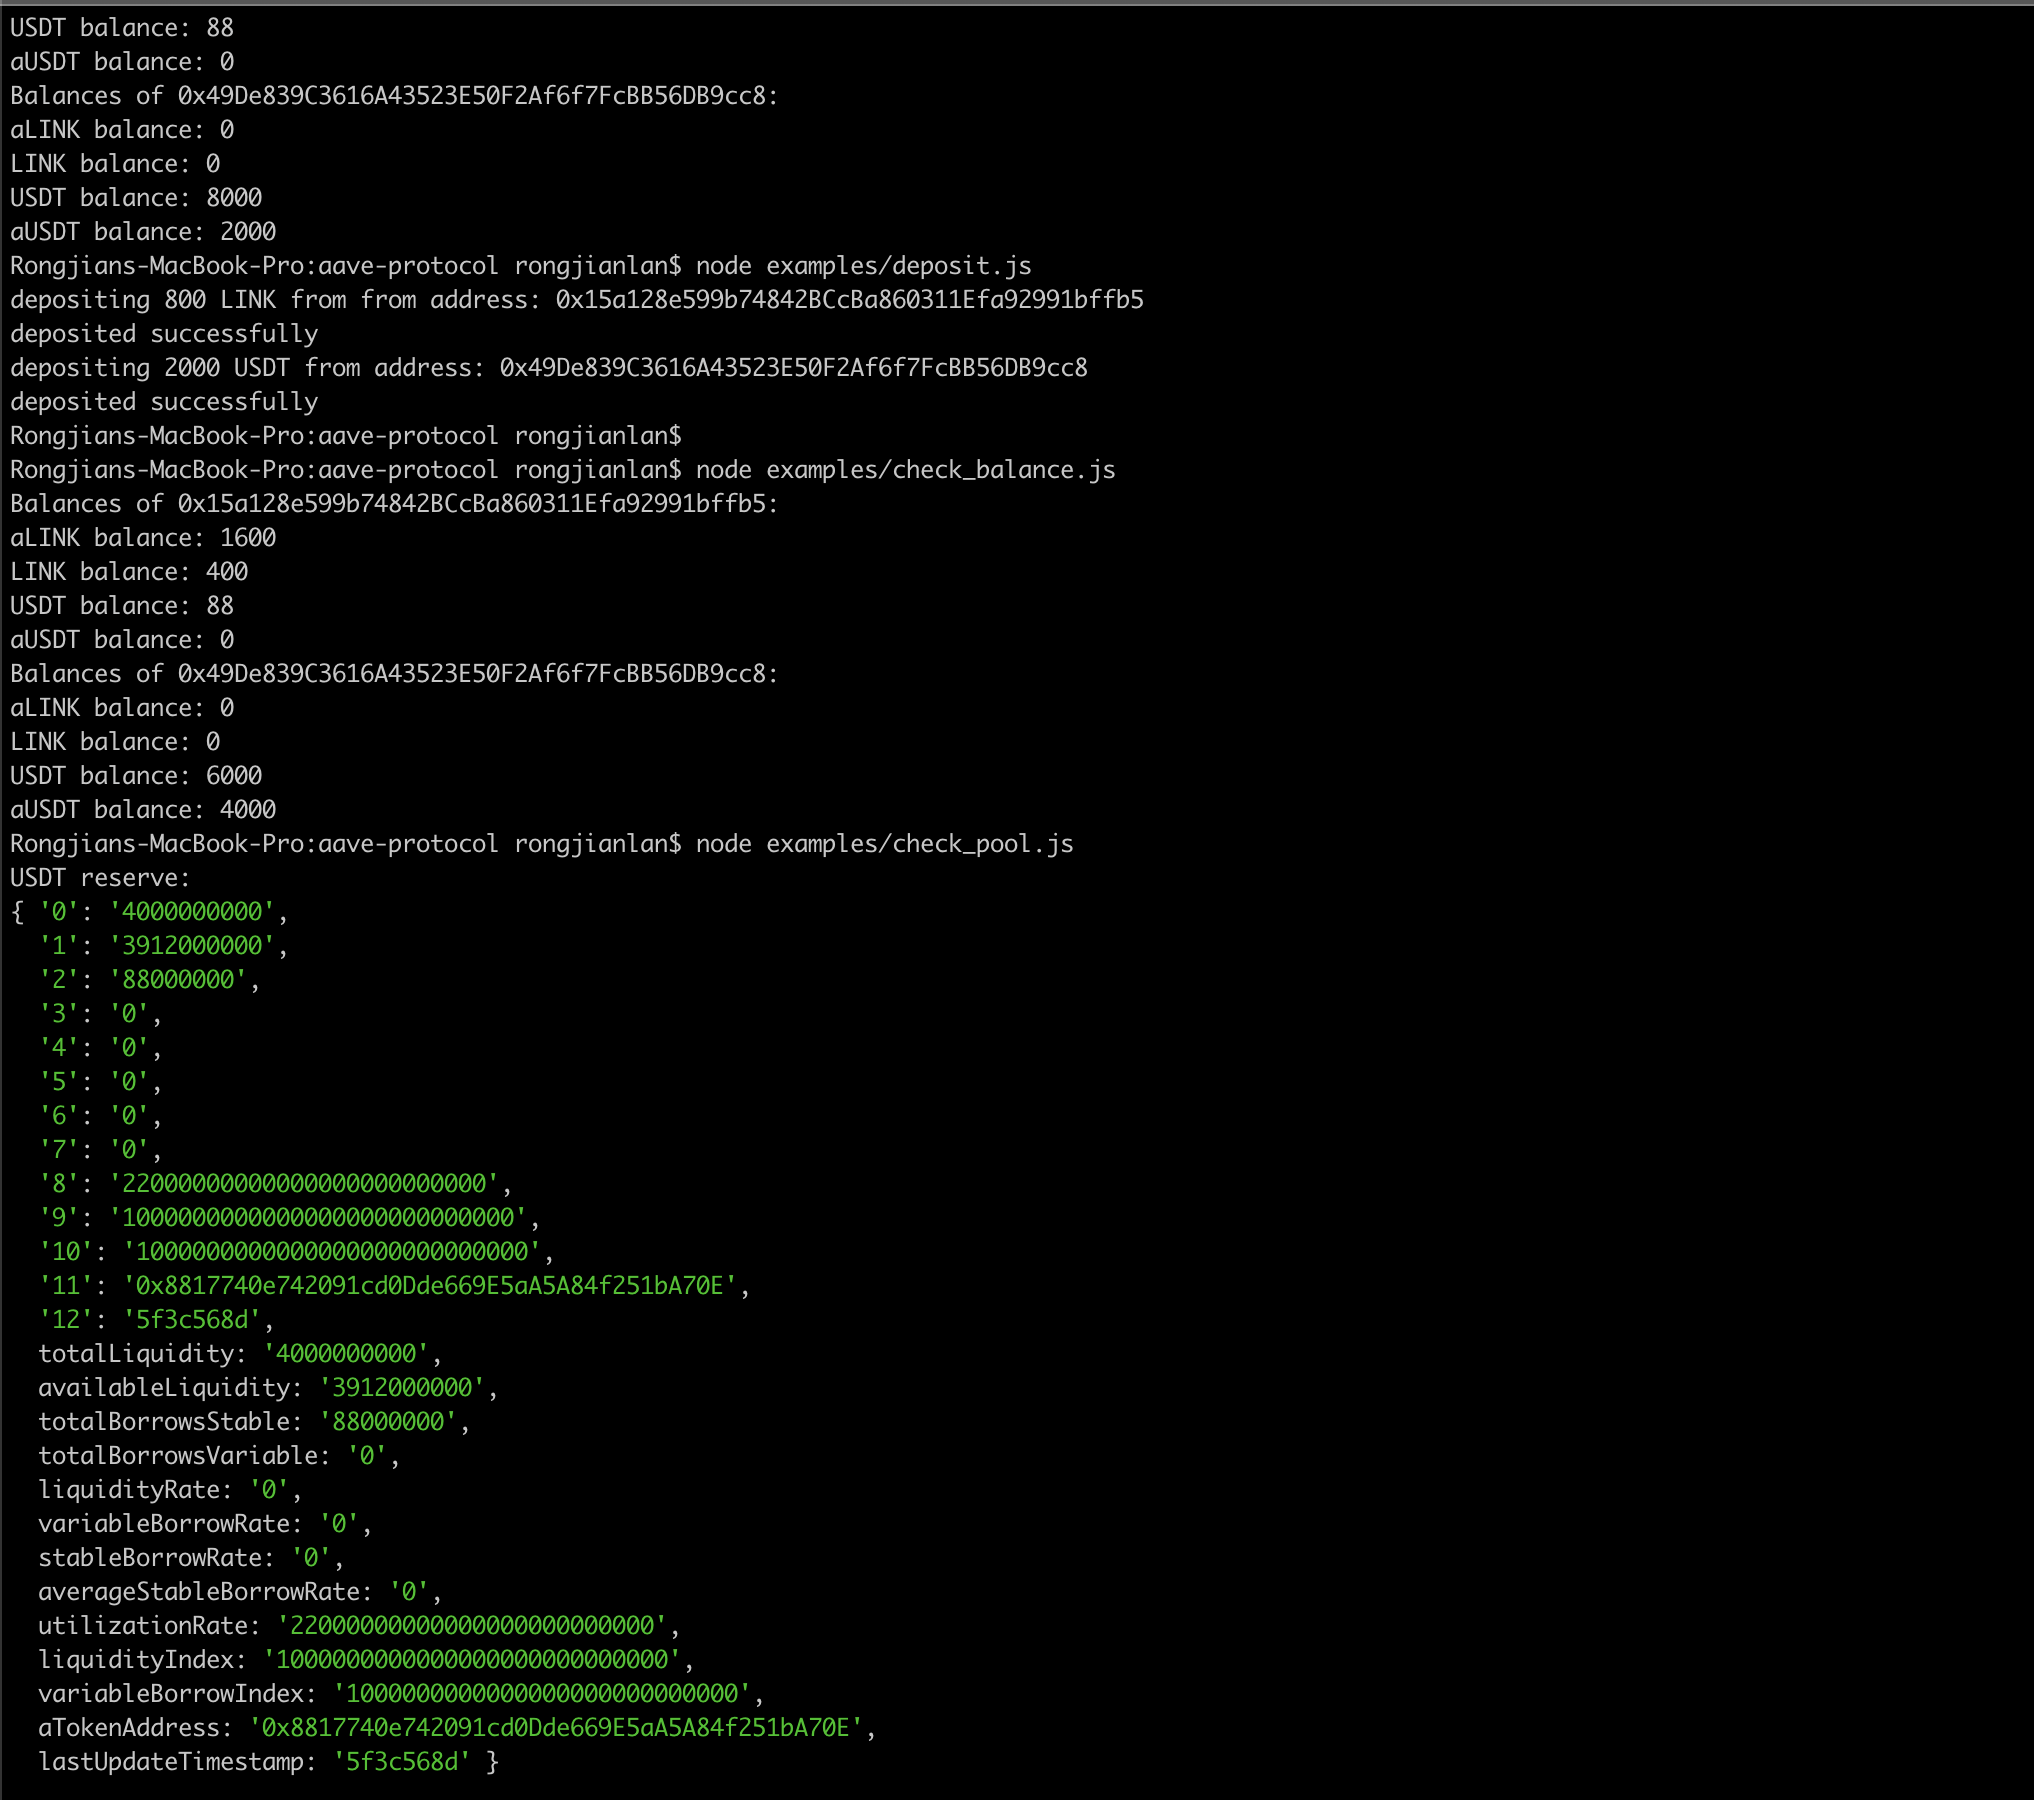 USDT balance: 88
aUSDT balance: 0
Balances of 0x49De839C3616A43523E50F2Af6f7FcBB56DB9cc8:
aLINK balance: 0
LINK balance: 0
USDT balance: 8000
aUSDT balance: 2000
Rongjians-MacBook-Pro:aave-protocol rongjianlan$ node examples/deposit.js
depositing 800 LINK from from address: 0x15a128e599b74842BCcBa860311Efa92991bffb5
deposited successfully
depositing 2000 USDT from address: 0x49De839C3616A43523E50F2Af6f7FcBB56DB9cc8
deposited successfully
Rongjians-MacBook-Pro:aave-protocol rongjianlan$
Rongjians-MacBook-Pro:aave-protocol rongjianlan$ node examples/check_balance.js
Balances of 0x15a128e599b74842BCcBa860311Efa92991bffb5:
aLINK balance: 1600
LINK balance: 400
USDT balance: 88
aUSDT balance: 0
Balances of 0x49De839C3616A43523E50F2Af6f7FcBB56DB9cc8:
aLINK balance: 0
LINK balance: 0
USDT balance: 6000
aUSDT balance: 4000
Rongjians-MacBook-Pro:aave-protocol rongjianlan$ node examples/check_pool.js
USDT reserve:
{ '0': '4000000000',
'1': '3912000000',
'2': '88000000',
'3': '0',
'4': '0',
'5': '0',
'6': '0',
'7': '0',
'8': '22000000000000000000000000',
'9': '1000000000000000000000000000',
'10': '1000000000000000000000000000',
'11': '0x8817740e742091cd0Dde669E5aA5A84f251bA70E',
'12': '5f3c568d',
totalLiquidity: '4000000000',
availableLiquidity: '3912000000',
totalBorrowsStable: '88000000',
totalBorrowsVariable: '0',
liquidityRate: '0',
variableBorrowRate: '0',
stableBorrowRate: '0',
averageStableBorrowRate: '0',
utilizationRate: '22000000000000000000000000',
liquidityIndex: '1000000000000000000000000000',
variableBorrowIndex: '1000000000000000000000000000',
aTokenAddress: '0x8817740e742091cd0Dde669E5aA5A84f251bA70E',
lastUpdateTimestamp: '5f3c568d' }